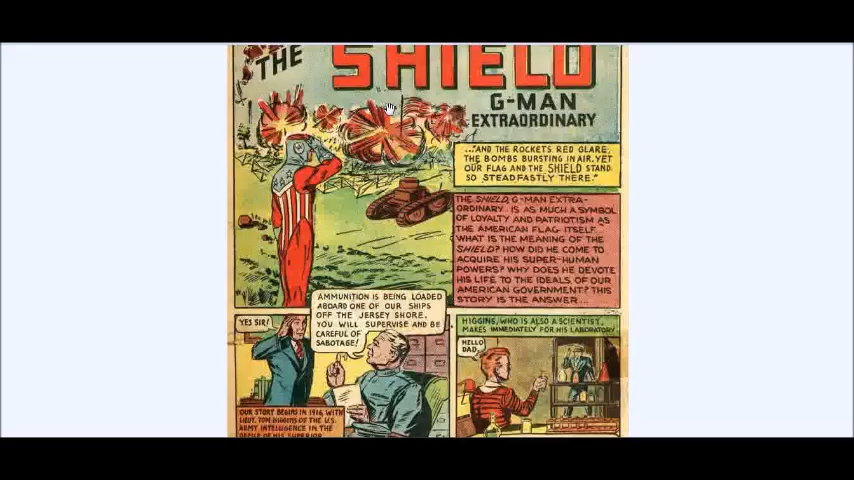 THE
SHIELD
G-MAN
EXTRAORDINARY
..."AND THE ROCKETS RED GLARE,
THE BOMBS BURSTING IN AIR, YET
OUR FLAG AND THE SHIELD STAND
SO STEADFASTLY THERE."
THE SHIELD, G-MAN EXTRA-
ORDINARY. IS AS MUCH A SYMBOL
OF LOYALTY AND PATRIOTISM AS
THE AMERICAN FLAG ITSELF.
WHAT IS THE MEANING OF THE
SHIELD? HOW DID HE COME TO
ACQUIRE HIS SUPER-HUMAN
POWERS? WHY DOES HE DEVOTE
HIS LIFE TO THE IDEALS OF OUR
AMERICAN GOVERNMENT? THIS
STORY IS THE ANSWER...
YES SIR!
AMMUNITION IS BEING LOADED
ABOARD ONE OF OUR SHIPS
OFF THE JERSEY SHORE.
YOU WILL SUPERVISE AND BE
CAREFUL OF
SABOTAGE!
OUR STORY BEGINS IN 1916, WITH
LIEUT. TOM HIGGINS OF THE U.S.
ARMY INTELLIGENCE IN THE
OFFICE OF HIS SUPERIOR
HIGGINS, WHO IS ALSO A SCIENTIST,
MAKES IMMEDIATELY FOR HIS LABORATORY
HELLO
DAD.